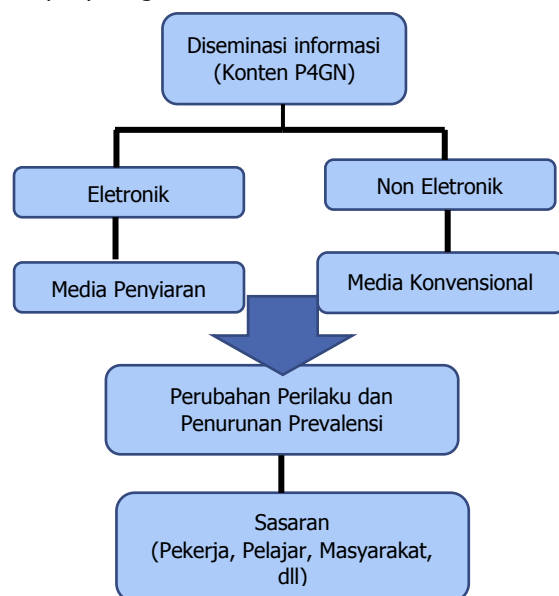 Diseminasi informasi
(Konten P4GN)
Eletronik
Non Eletronik
Media Penyiaran
Media Konvensional
Perubahan Perilaku dan
Penurunan Prevalensi
Sasaran
(Pekerja, Pelajar, Masyarakat,
dll)